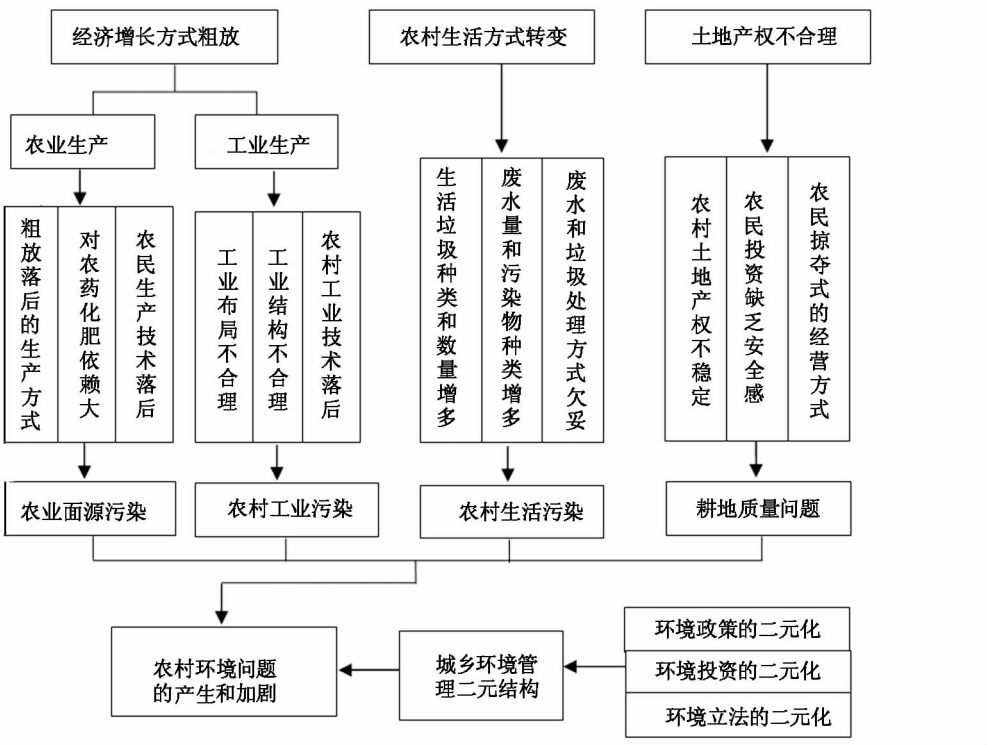 经济增长方式粗放
农村生活方式转变
土地产权不合理
农业生产
工业生产
粗放落后的生产方式
对农药化肥依赖大
农民生产技术落后
工业布局不合理
工业结构不合理
农村工业技术落后
生活垃圾种类和数量增多
废水量和污染物种类增多
废水和垃圾处理方式欠妥
农村土地产权不稳定
农民投资缺乏安全感
农民掠夺式的经营方式
农业面源污染
农村工业污染
农村生活污染
耕地质量问题
农村环境问题
的产生和加剧
城乡环境管
理二元结构
环境政策的二元化
环境投资的二元化
环境立法的二元化